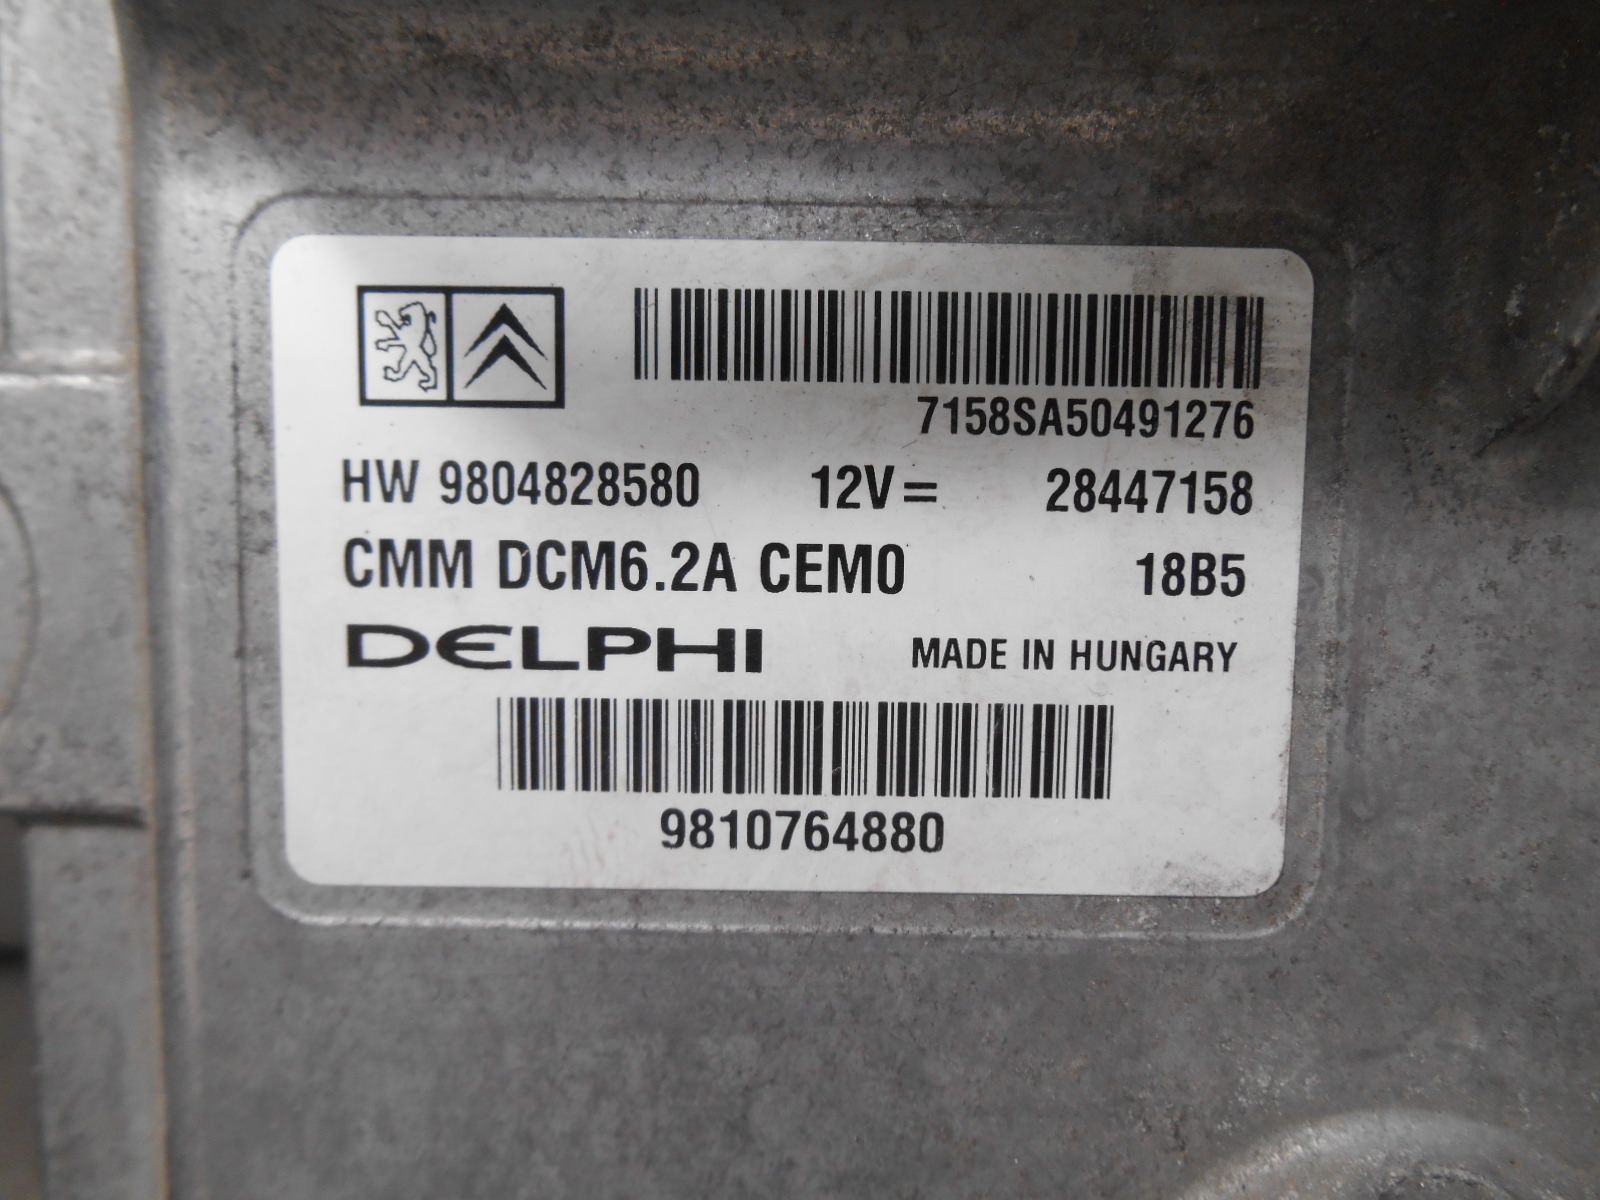 7158SA50491276
HW 9804828580 12V= 28447158
CMM DCM6.2A CEM0 18B5
DELPHI MADE IN HUNGARY
9810764880